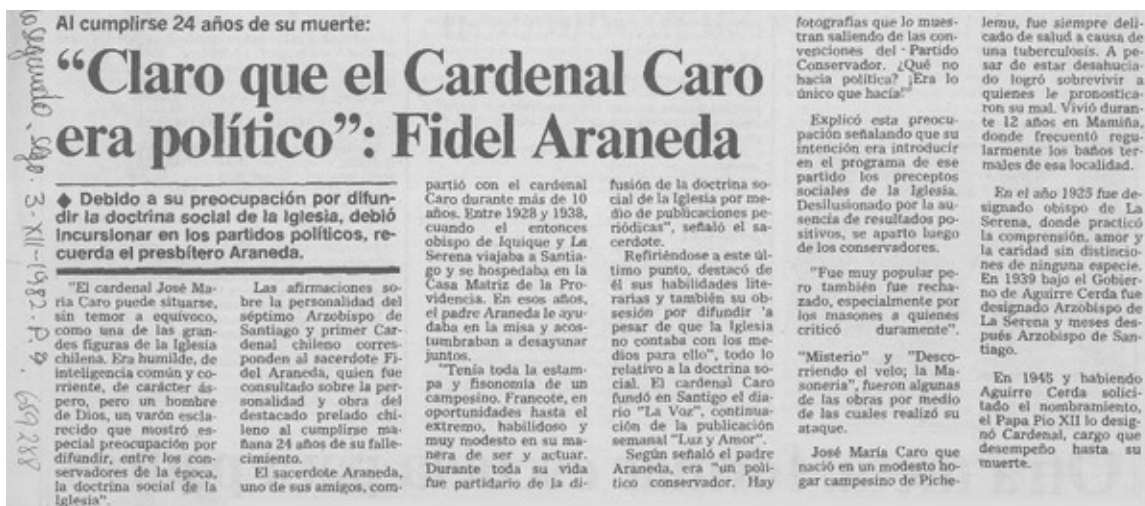 Al cumplirse 24 años de su muerte:
“Claro que el Cardenal Caro
era político”: Fidel Araneda
◆ Debido a su preocupación por difun-
dir la doctrina social de la Iglesia, debió
incursionar en los partidos políticos, re-
cuerda el presbítero Araneda.
"El cardenal José Ma-
ría Caro puede situarse,
sin temor a equívoco,
como una de las gran-
des figuras de la Iglesia
chilena. Era humilde, de
inteligencia común y co-
rriente, de carácter ás-
pero, pero un hombre
de Dios, un varón escla-
recido que mostró es-
pecial preocupación por
difundir, entre los con-
servadores de la época,
la doctrina social de la
Iglesia".
Las afirmaciones so-
bre la personalidad del
séptimo Arzobispo de
Santiago y primer Car-
denal chileno corres-
ponden al sacerdote Fi-
del Araneda, quien fue
consultado sobre la per-
sonalidad y obra del
destacado prelado chi-
leno al cumplirse ma-
ñana 24 años de su falle-
cimiento.
El sacerdote Araneda,
uno de sus amigos, com-
partió con el cardenal
Caro durante más de 10
años. Entre 1928 y 1938,
cuando el entonces
obispo de Iquique y La
Serena viajaba a Santia-
go y se hospedaba en la
Casa Matriz de la Pro-
videncia. En esos años,
el padre Araneda le ayu-
daba en la misa y acos-
tumbraban a desayunar
juntos.
"Tenía toda la estam-
pa y fisonomía de un
campesino. Francote, en
oportunidades hasta el
extremo, habilidoso y
muy modesto en su ma-
nera de ser y actuar.
Durante toda su vida
fue partidario de la di-
fusión de la doctrina so-
cial de la Iglesia por me-
dio de publicaciones pe-
riódicas", señaló el sa-
cerdote.
Refiriéndose a este úl-
timo punto, destacó de
él sus habilidades lite-
rarias y también su ob-
sesión por difundir 'a
pesar de que la Iglesia
no contaba con los me-
dios para ello", todo lo
relativo a la doctrina so-
cial. El cardenal Caro
fundó en Santigo el dia-
rio "La Voz", continua-
ción de la publicación
semanal "Luz y Amor".
Según señaló el padre
Araneda, era "un polí-
tico conservador. Hay
fotografías que lo mues-
tran saliendo de las con-
venciones del Partido
Conservador. ¿Qué no
hacía política? ¡Era lo
único que hacía!"
Explicó esta preocu-
pación señalando que su
intención era introducir
en el programa de ese
partido los preceptos
sociales de la Iglesia.
Desilusionado por la au-
sencia de resultados po-
sitivos, se aparto luego
de los conservadores.
"Fue muy popular pe-
ro también fue recha-
zado, especialmente por
los masones a quienes
criticó duramente".
"Misterio" y "Desco-
rriendo el velo; la Ma-
sonería", fueron algunas
de las obras por medio
de las cuales realizó su
ataque.
José María Caro que
nació en un modesto ho-
gar campesino de Piche-
lemu, fue siempre deli-
cado de salud a causa de
una tuberculosis. A pe-
sar de estar desahucia-
do logró sobrevivir a
quienes le pronostica-
ron su mal. Vivió duran-
te 12 años en Mamiña,
donde frecuentó regu-
larmente los baños ter-
males de esa localidad.
En el año 1925 fue de-
signado obispo de La
Serena, donde practicó
la comprensión, amor y
la caridad sin distincio-
nes de ninguna especie.
En 1939 bajo el Gobier-
no de Aguirre Cerda fue
designado Arzobispo de
La Serena y meses des-
pués Arzobispo de San-
tiago.
En 1945 y habiendo
Aguirre Cerda solici-
tado el nombramiento,
el Papa Pio XII lo desig-
nó Cardenal, cargo que
desempeño hasta su
muerte.
Stgo. 3-XII-1982. P. 9. 659288